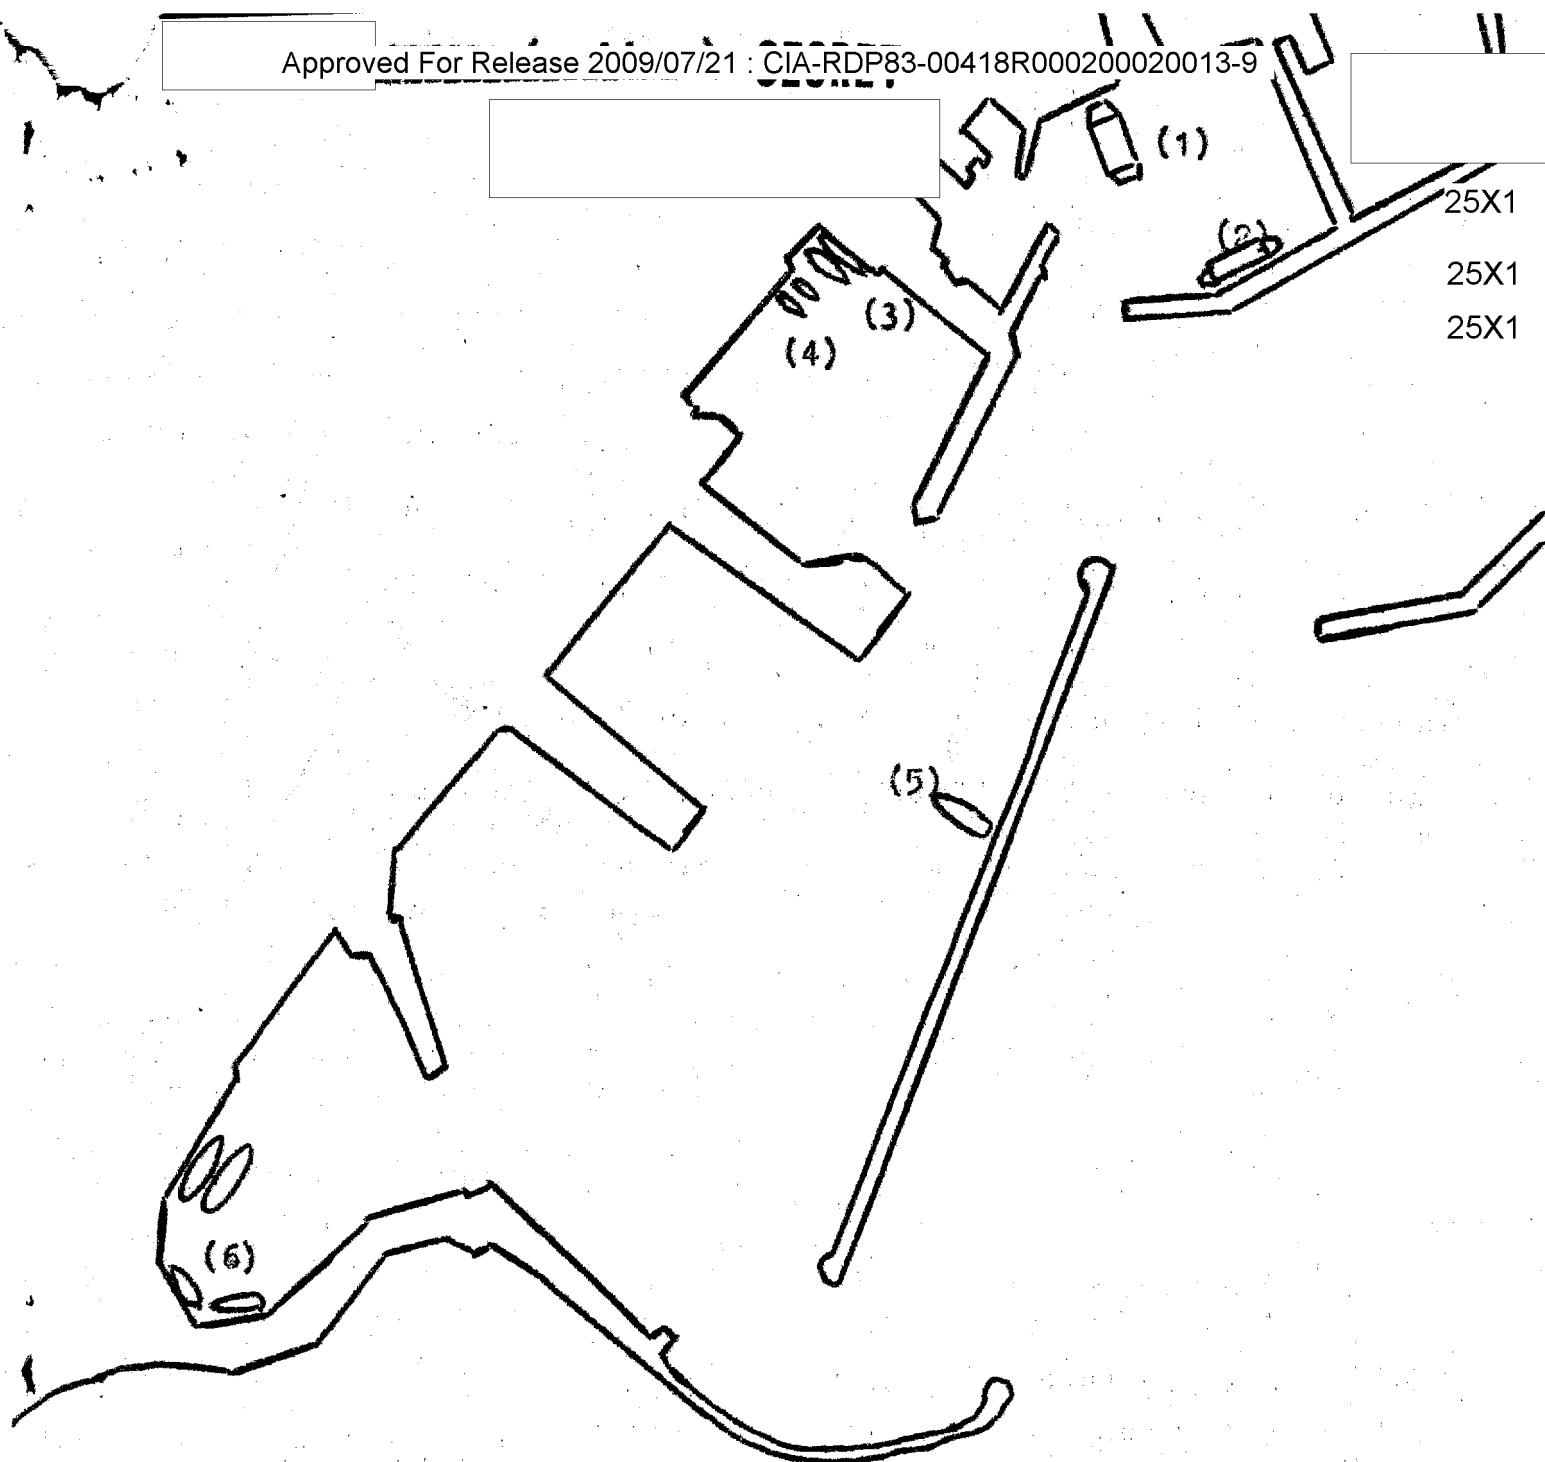 SECRET
Approved For Release 2009/07/21 : CIA-RDP83-00418R000200020013-9
(1)
25X1
(2)
25X1
(3)
25X1
(4)
(5)
(6)